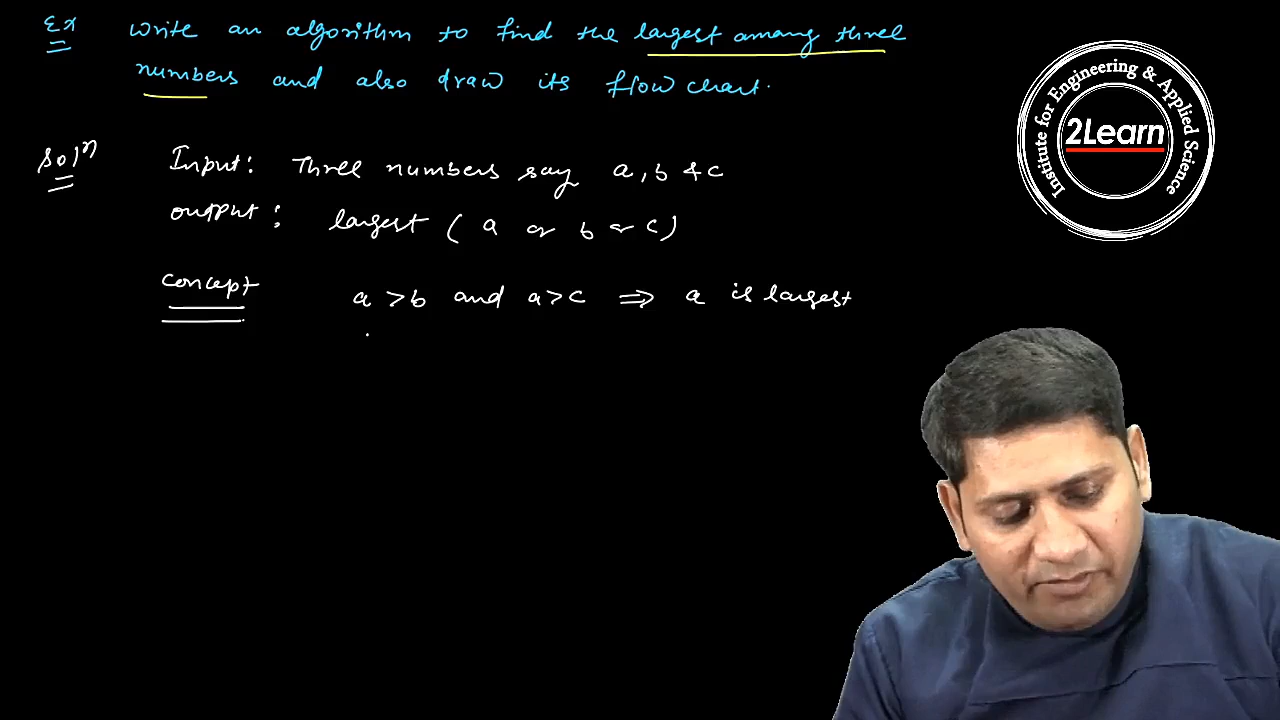 Ex Write an algorithm to find the largest among three
numbers and also draw its flow chart.
Soln Input: Three numbers say a, b & c
output: largest ( a or b or c)
Concept a > b and a > c ⇒ a is largest
Institute for Engineering & Applied Science
2Learn